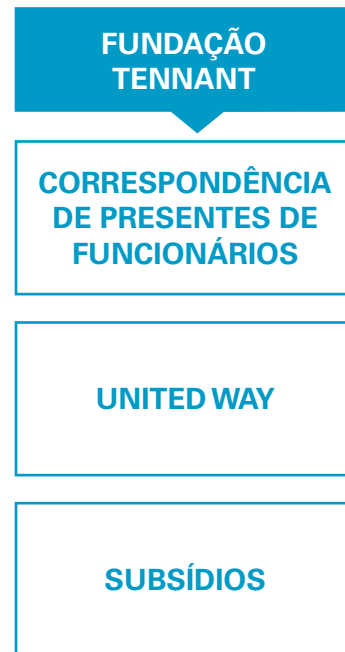 FUNDAÇÃO
TENNANT
CORRESPONDÊNCIA
DE PRESENTES DE
FUNCIONÁRIOS
UNITED WAY
SUBSÍDIOS